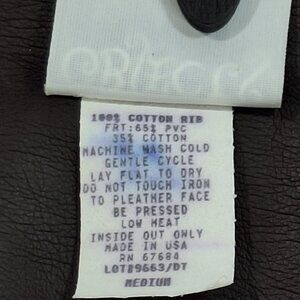 100% COTTON RIB
FRT: 65% PVC
35% COTTON
MACHINE WASH COLD
GENTLE CYCLE
LAY FLAT TO DRY
DO NOT TOUCH IRON
TO PLEATHER FACE
BE PRESSED
LOW HEAT
INSIDE OUT ONLY
MADE IN USA
RN 67684
LOT#9663/DT
MEDIUM